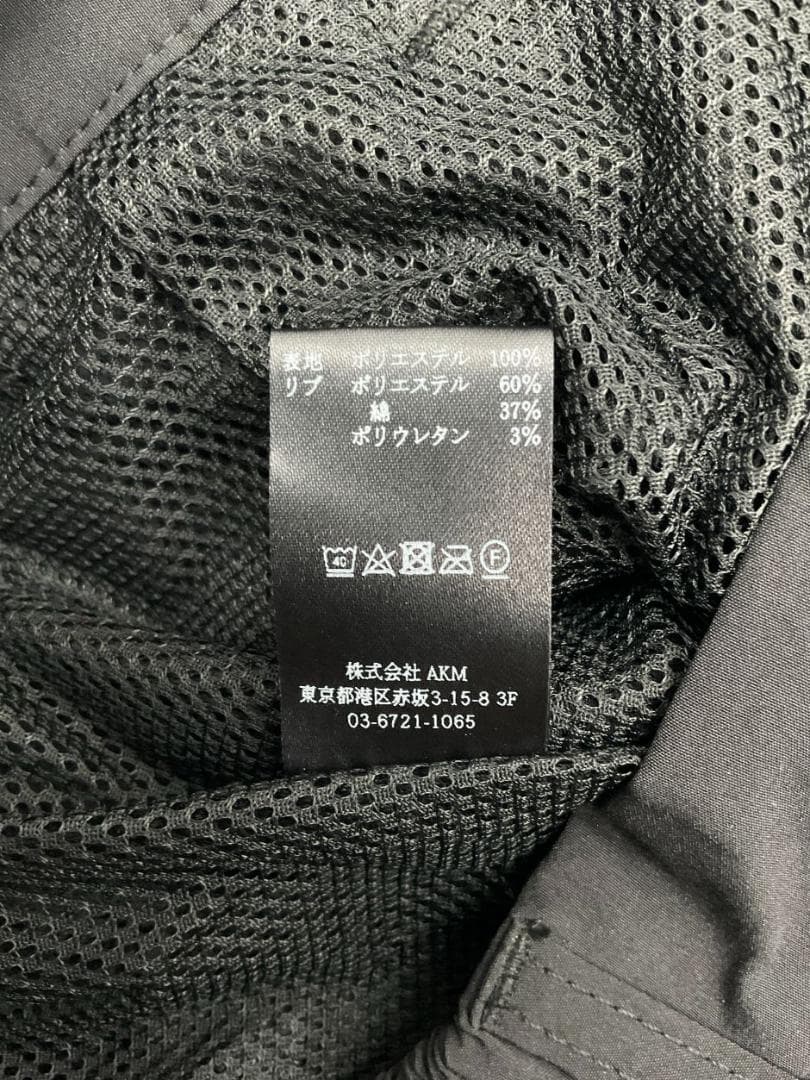 表地 ポリエステル 100%
リブ ポリエステル 60%
綿 37%
ポリウレタン 3%
40 F
株式会社 AKM
東京都港区赤坂3-15-8 3F
03-6721-1065